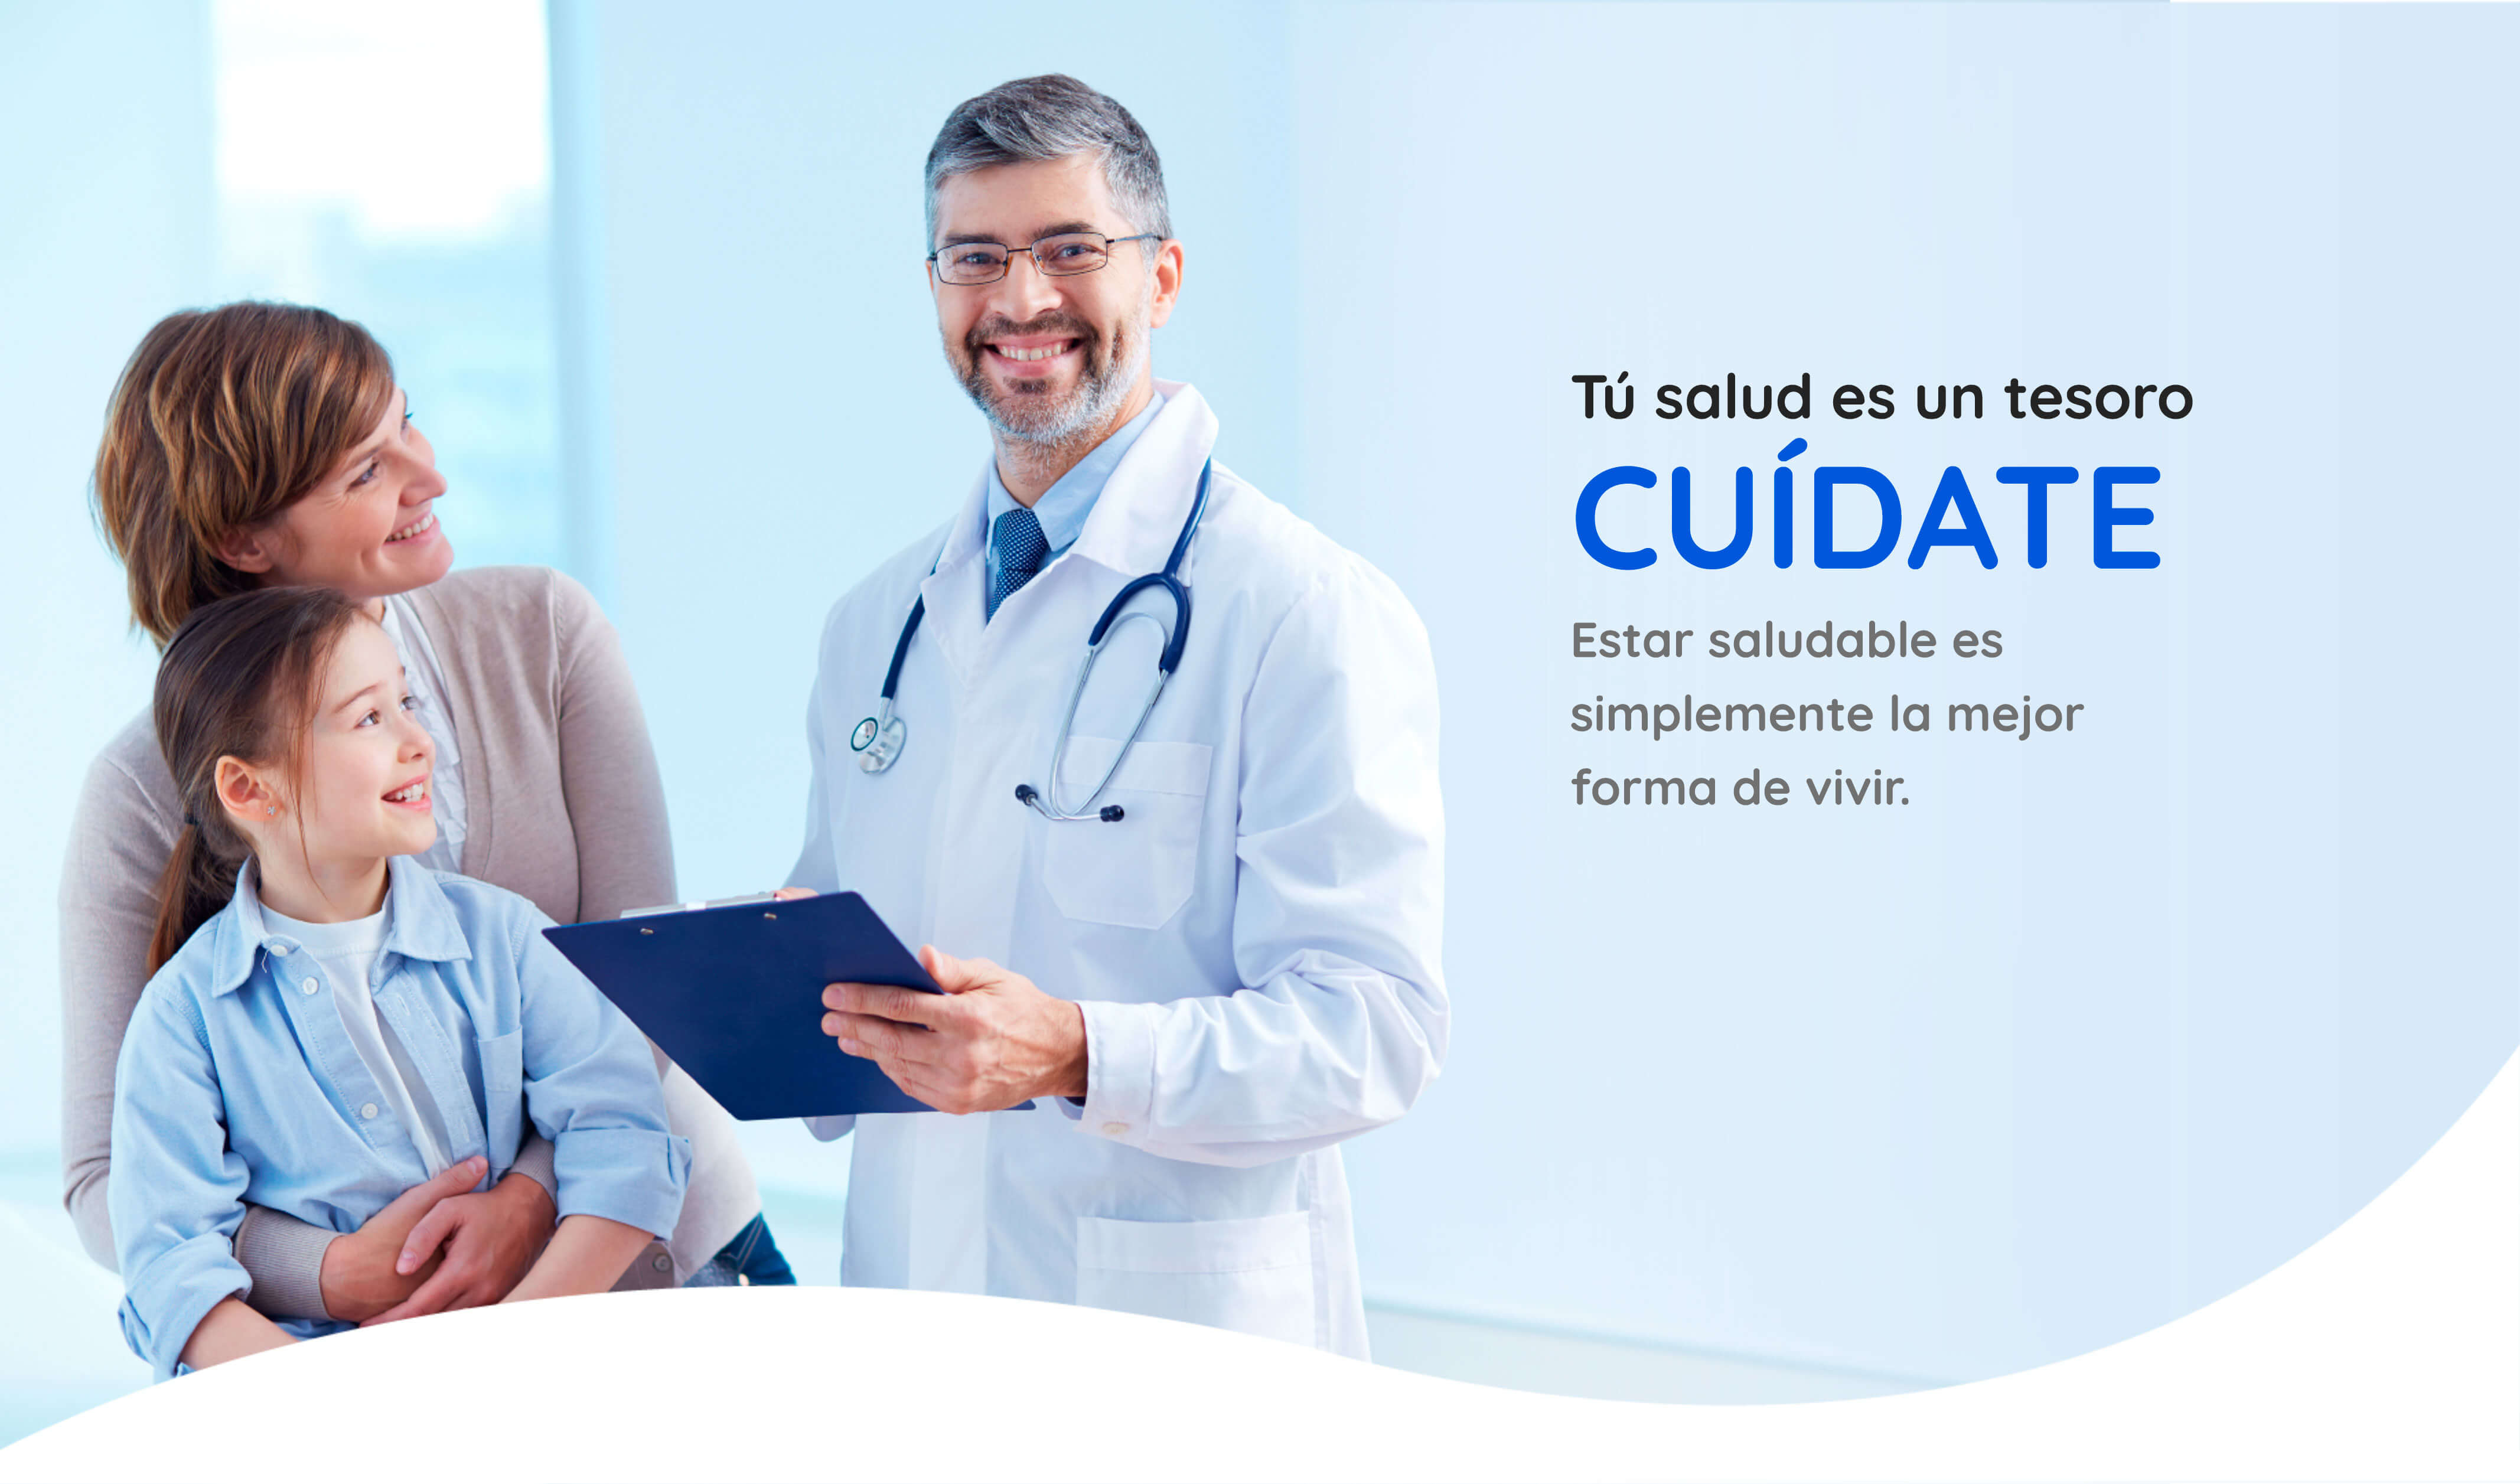 Tú salud es un tesoro
CUÍDATE
Estar saludable es
simplemente la mejor
forma de vivir.